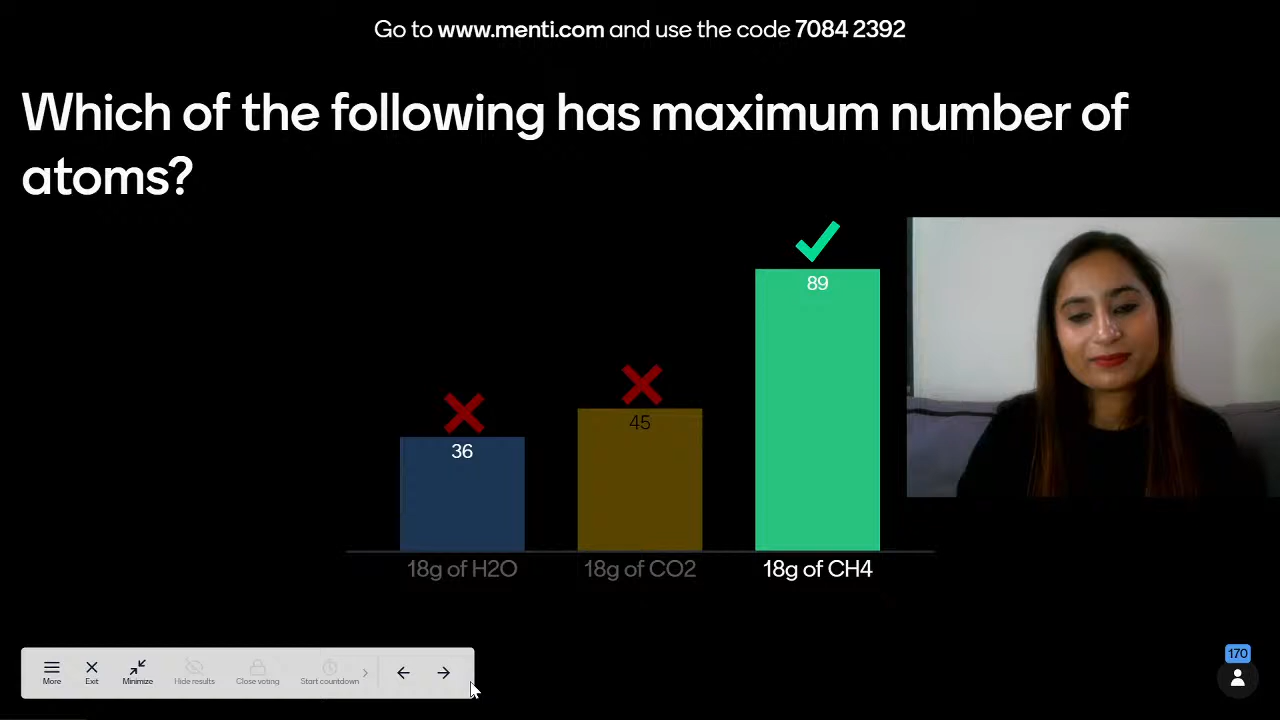 Go to www.menti.com and use the code 7084 2392
Which of the following has maximum number of
atoms?
89
45
36
18g of H2O
18g of CO2
18g of CH4
More
Exit
Minimize
Hide results
Close voting
Start countdown
170